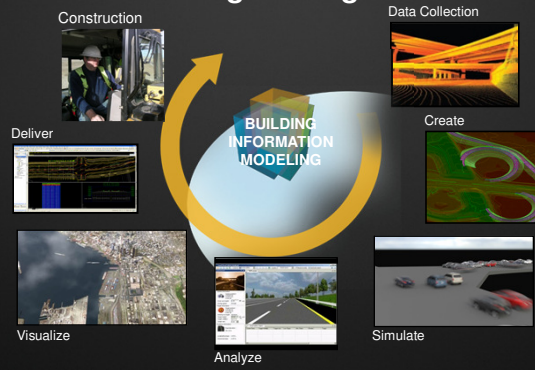 Construction
Data Collection
BUILDING
INFORMATION
MODELING
Create
Deliver
Visualize
Analyze
Simulate